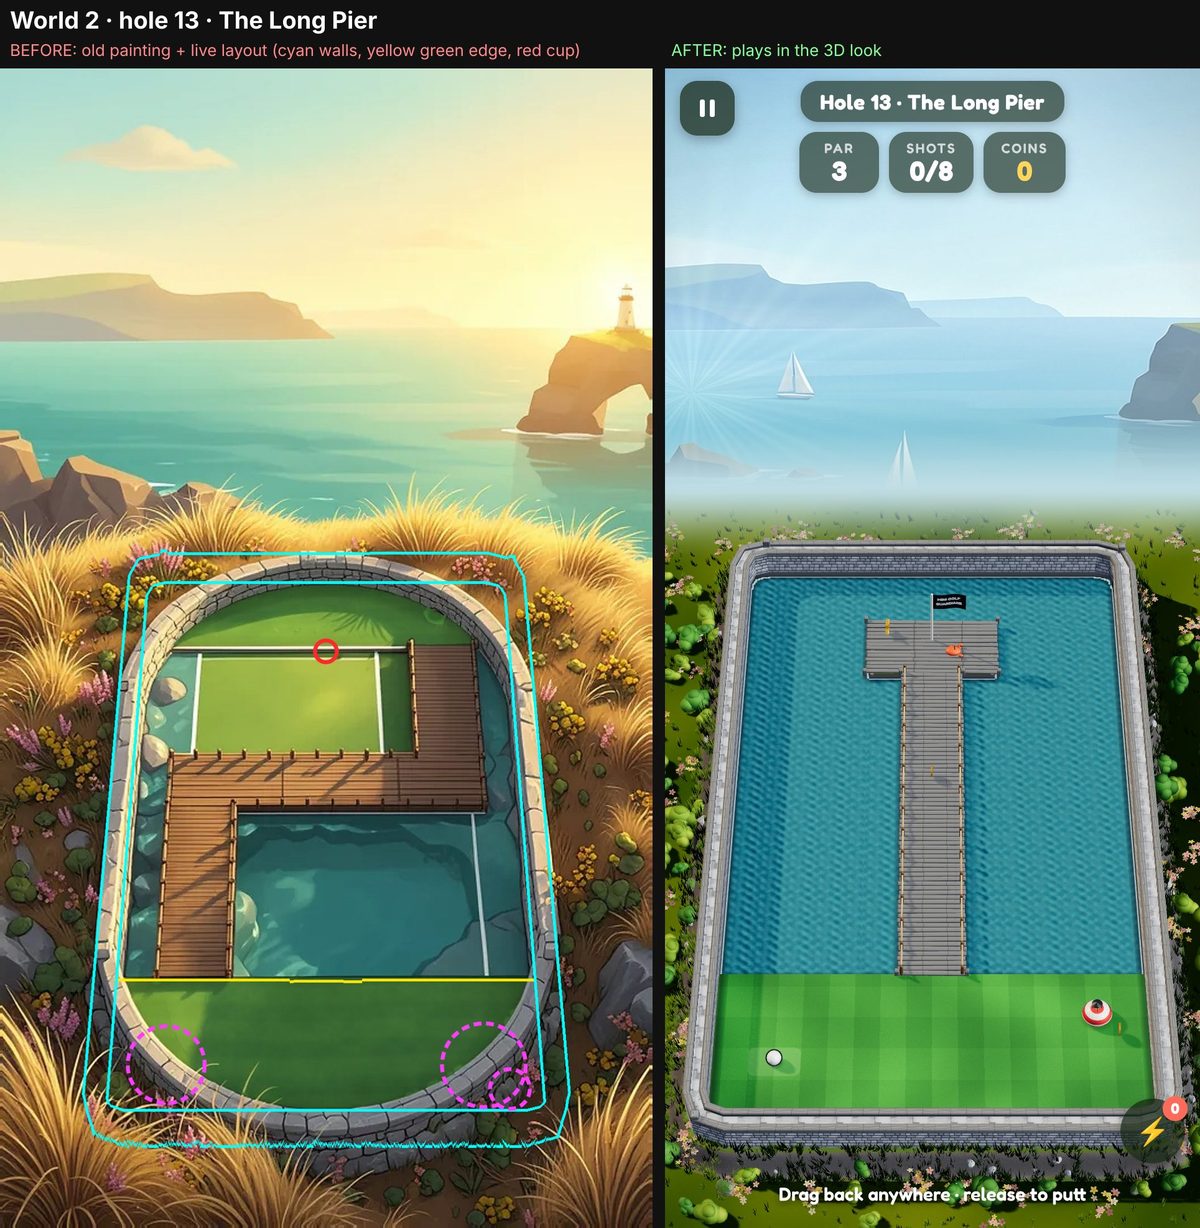 World 2 · hole 13 · The Long Pier
BEFORE: old painting + live layout (cyan walls, yellow green edge, red cup)
AFTER: plays in the 3D look
Hole 13 · The Long Pier
PAR
3
SHOTS
0/8
COINS
0
0
Drag back anywhere · release to putt